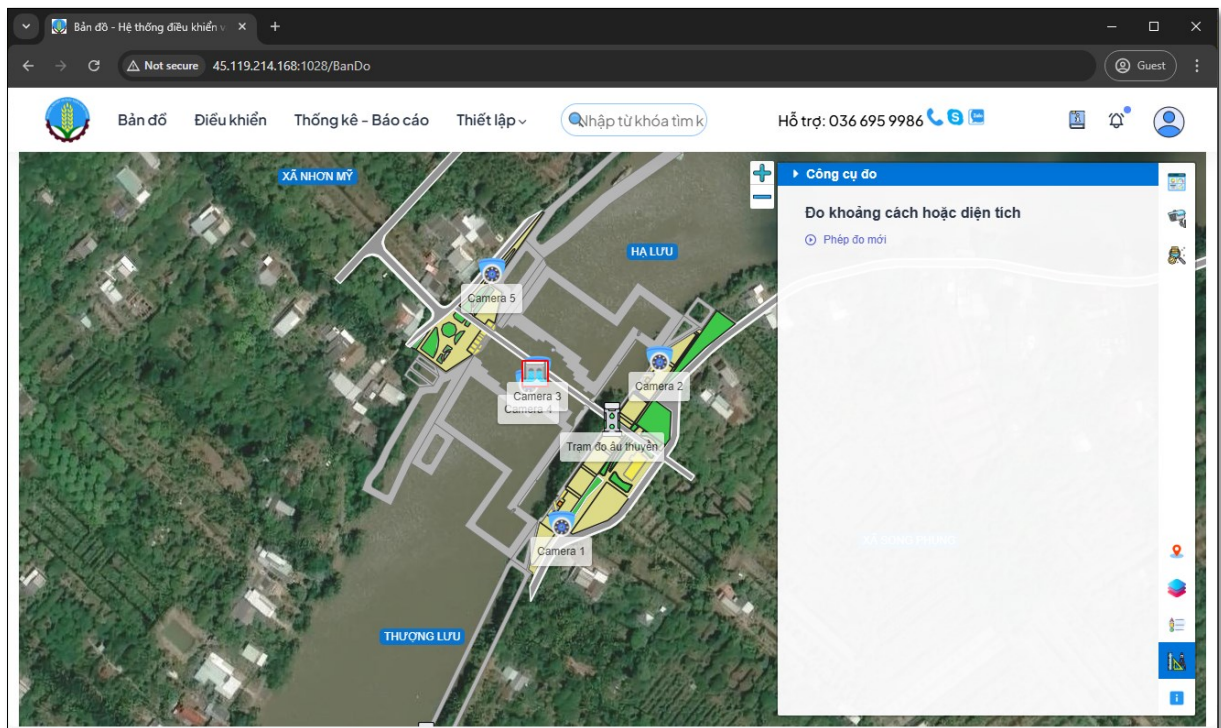 Bản đồ - Hệ thống điều khiển v
Not secure
45.119.214.168:1028/BanDo
Guest
Bản đồ
Điều khiển
Thống kê - Báo cáo
Thiết lập
Nhập từ khóa tìm k
Hỗ trợ: 036 695 9986
XÃ NHƠN MỸ
HẠ LƯU
Camera 5
Camera 2
Camera 3
Camera 4
Trạm đo âu thuyền
Camera 1
THƯỢNG LƯU
Công cụ đo
Đo khoảng cách hoặc diện tích
Phép đo mới